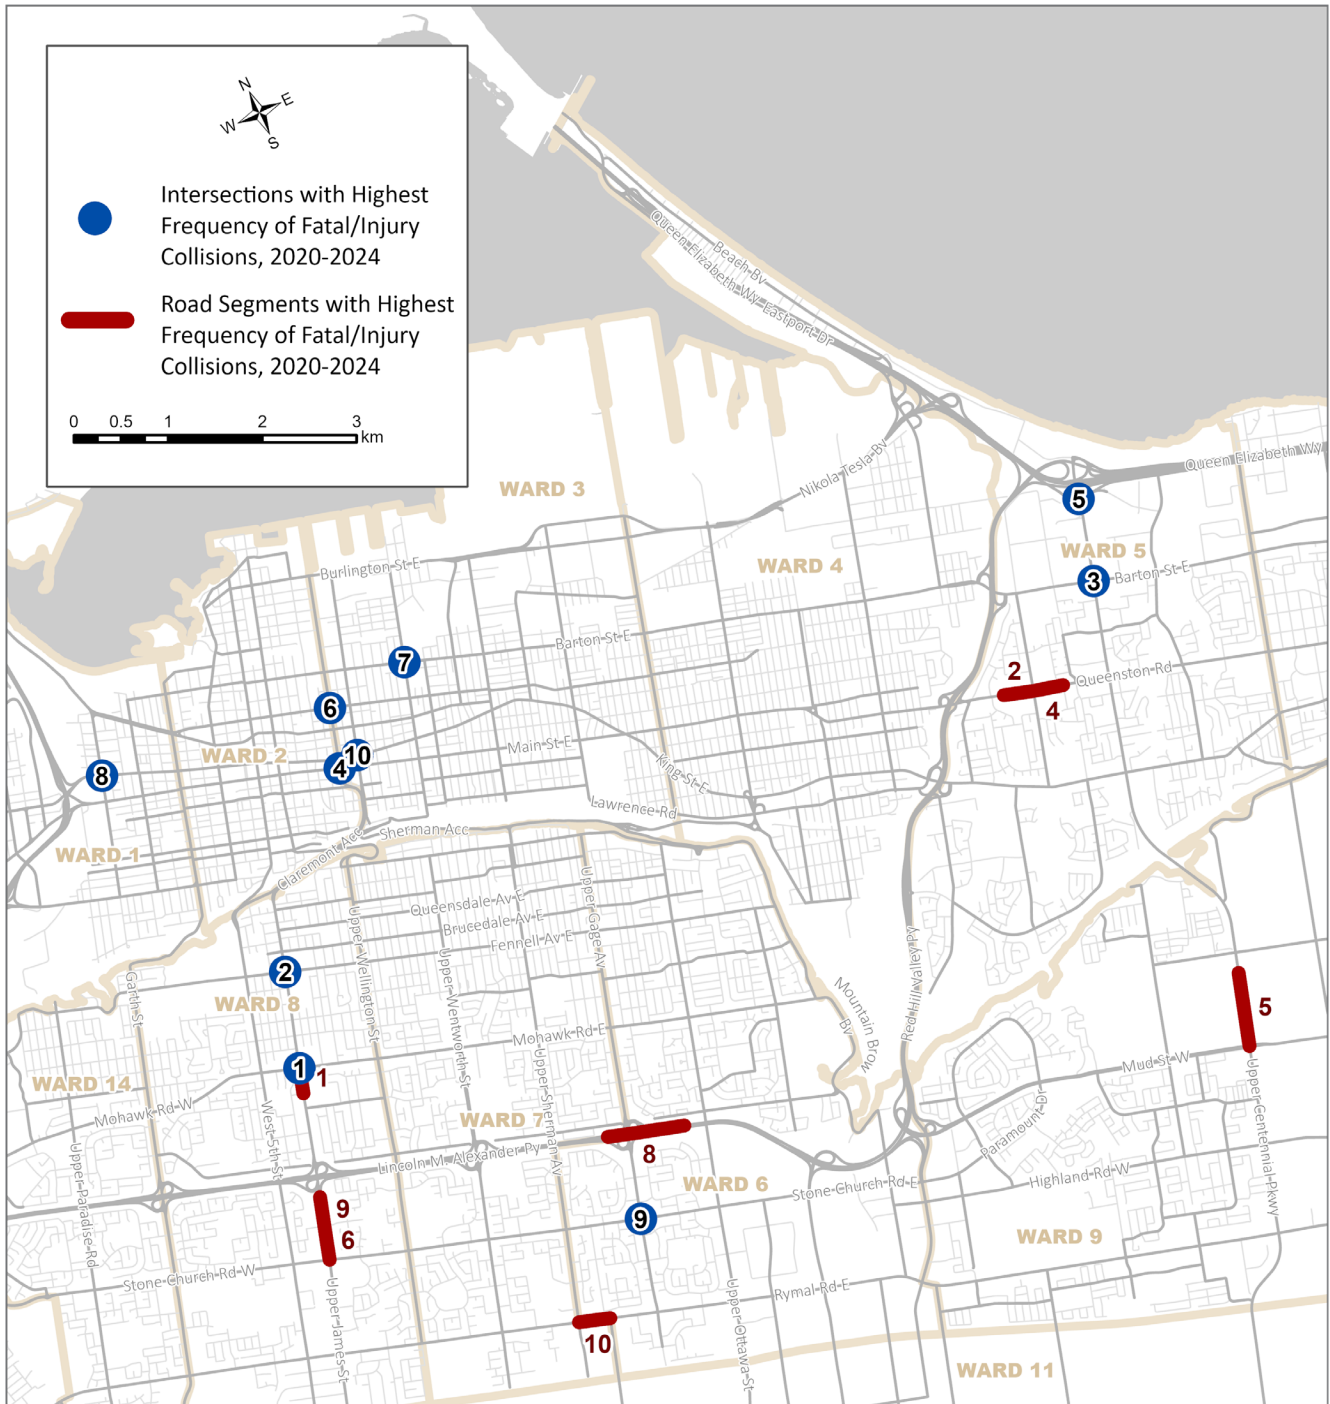 N
E
W
S
Intersections with Highest
Frequency of Fatal/Injury
Collisions, 2020-2024
Road Segments with Highest
Frequency of Fatal/Injury
Collisions, 2020-2024
0 0.5 1 2 3
km
Queen Elizabeth Wy
Beach Bv
Eastport Dr
Queen Elizabeth Wy
Nikola Tesla Bv
WARD 3
5
WARD 5
WARD 4
Burlington St E
3
Barton St E
Barton St E
7
2
Queenston Rd
6
4
WARD 2
10
4
Main St E
8
King St E
Lawrence Rd
Sherman Acc
WARD 1
Claremont Acc
Queensdale Av E
Upper Gage Av
Brucedale Av E
Upper Wellington St
Fennell Av E
2
Upper Wentworth St
Garth St
WARD 8
Red Hill Valley Py
Mountain Brow
Bv
5
Mohawk Rd E
1
1
WARD 14
Mohawk Rd W
West 5th St
Upper Sherman Av
WARD 7
Mud St W
Paramount Dr
Upper Centennial Pkwy
8
Lincoln M. Alexander Py
Upper Paradise Rd
WARD 6
Stone Church Rd E
Highland Rd W
9
6
9
WARD 9
Stone Church Rd W
Upper James St
Upper Ottawa St
Rymal Rd E
10
WARD 11